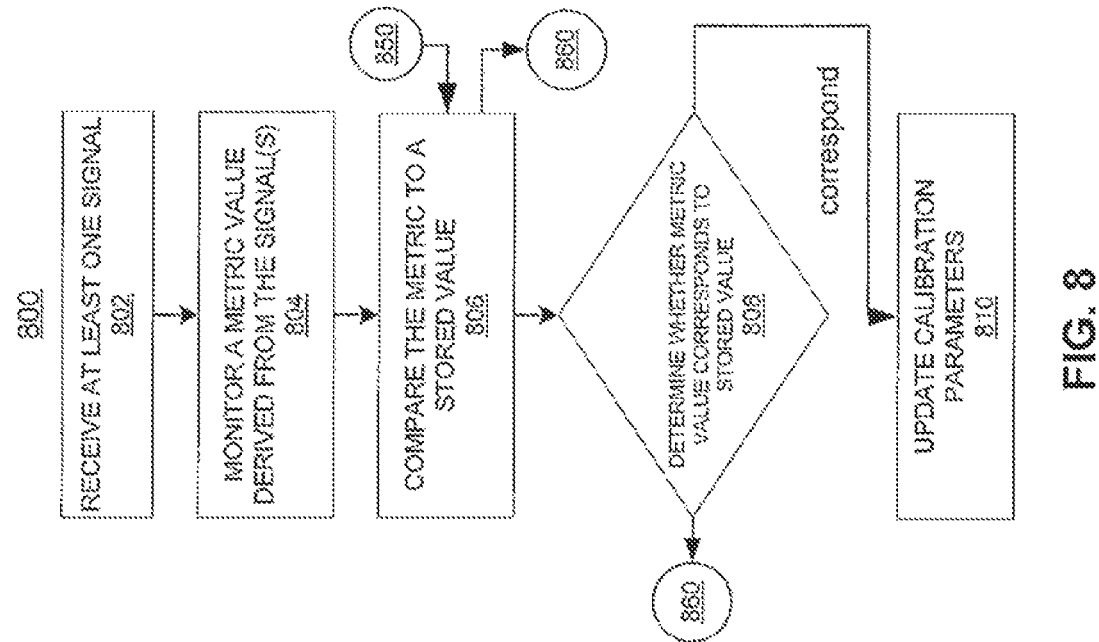 800
RECEIVE AT LEAST ONE SIGNAL
802
MONITOR A METRIC VALUE
DERIVED FROM THE SIGNAL(S)
804
COMPARE THE METRIC TO A
STORED VALUE
806
850
860
DETERMINE WHETHER METRIC
VALUE CORRESPONDS TO
STORED VALUE
808
860
correspond
UPDATE CALIBRATION
PARAMETERS
810
FIG. 8